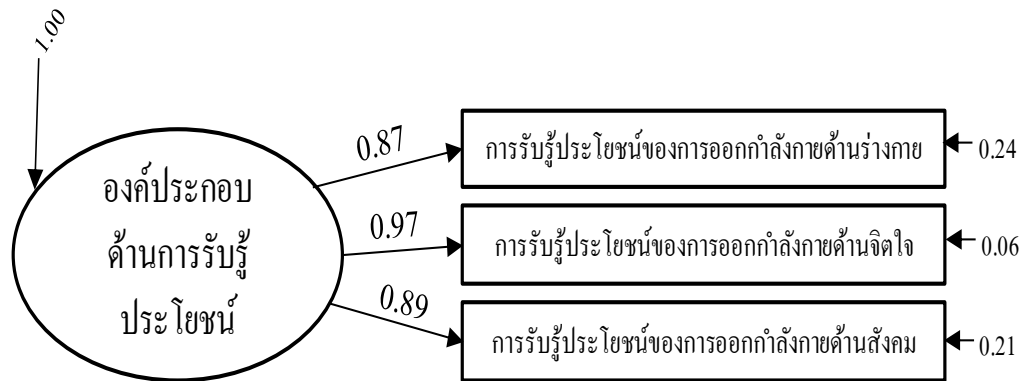 1.00
องค์ประกอบ
ด้านการรับรู้
ประโยชน์
0.87
การรับรู้ประโยชน์ของการออกกำลังกายด้านร่างกาย
0.24
0.97
การรับรู้ประโยชน์ของการออกกำลังกายด้านจิตใจ
0.06
0.89
การรับรู้ประโยชน์ของการออกกำลังกายด้านสังคม
0.21